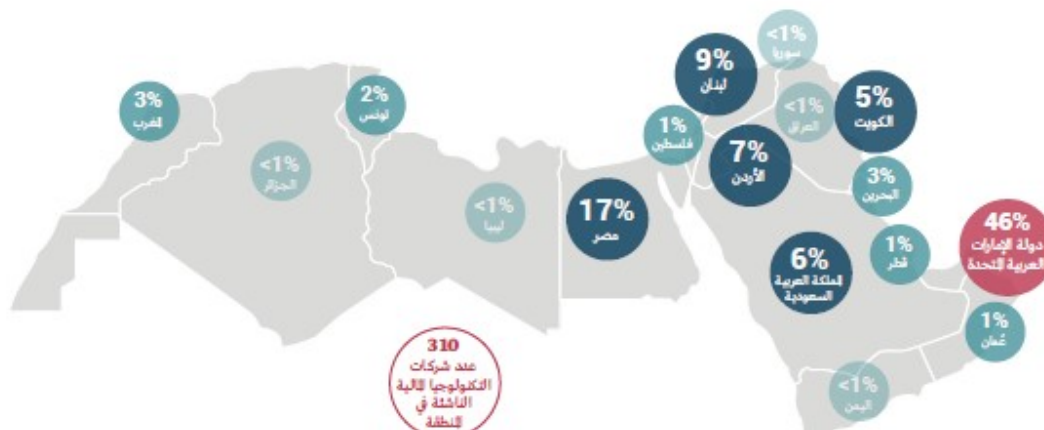 <1%
سوريا
9%
لبنان
3%
المغرب
2%
تونس
<1%
العراق
5%
الكويت
1%
فلسطين
<1%
الجزائر
7%
الأردن
3%
البحرين
<1%
ليبيا
17%
مصر
46%
دولة الإمارات
العربية المتحدة
1%
قطر
6%
المملكة العربية
السعودية
1%
عُمان
310
عدد شركات
التكنولوجيا المالية
الناشئة في
المنطقة
<1%
اليمن